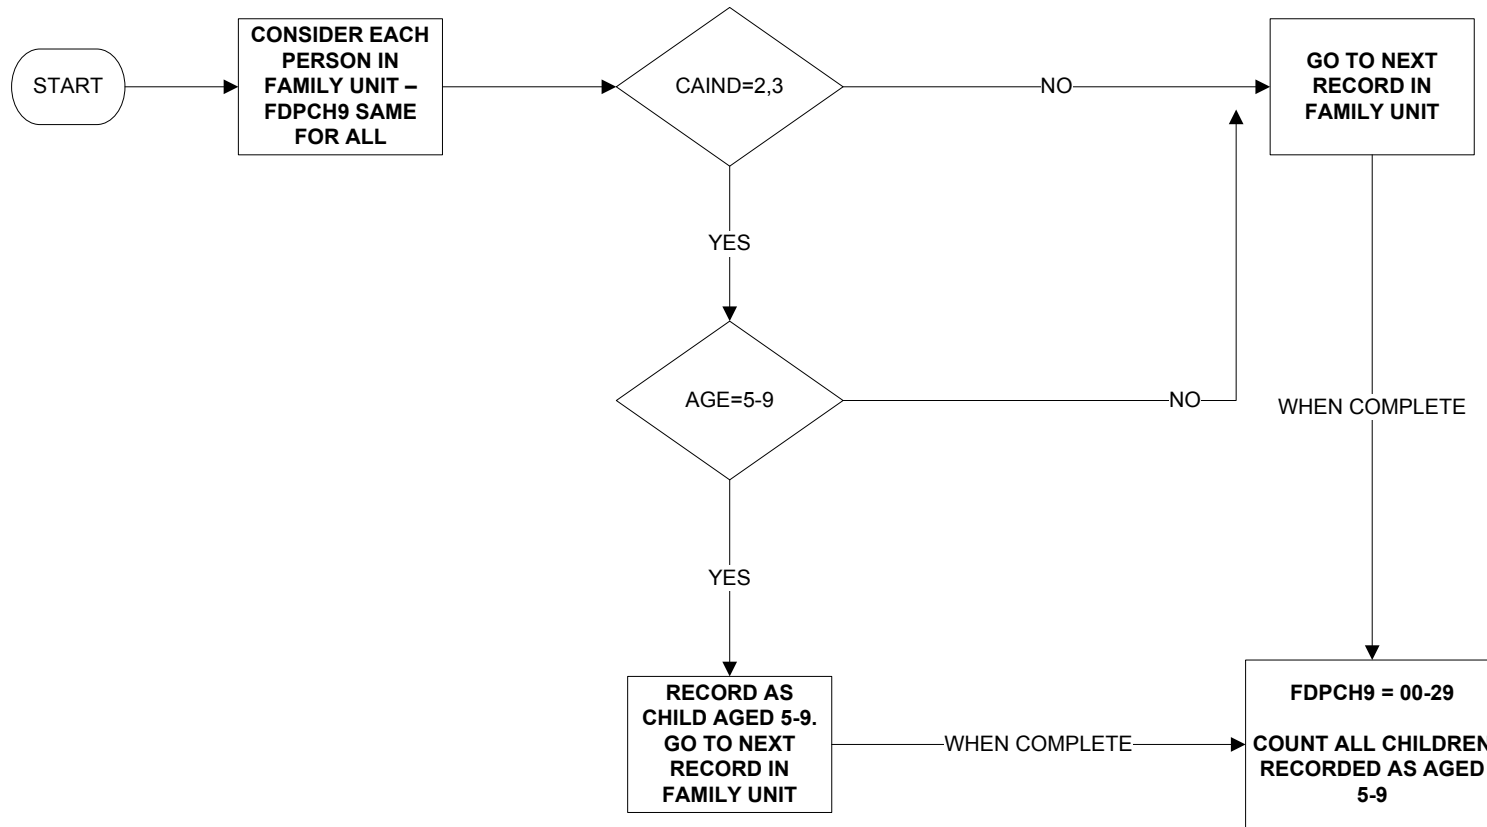 START
CONSIDER EACH
PERSON IN
FAMILY UNIT –
FDPCH9 SAME
FOR ALL
CAIND=2,3
NO
GO TO NEXT
RECORD IN
FAMILY UNIT
YES
AGE=5-9
NO
WHEN COMPLETE
YES
RECORD AS
CHILD AGED 5-9.
GO TO NEXT
RECORD IN
FAMILY UNIT
WHEN COMPLETE
FDPCH9 = 00-29
COUNT ALL CHILDREN
RECORDED AS AGED
5-9